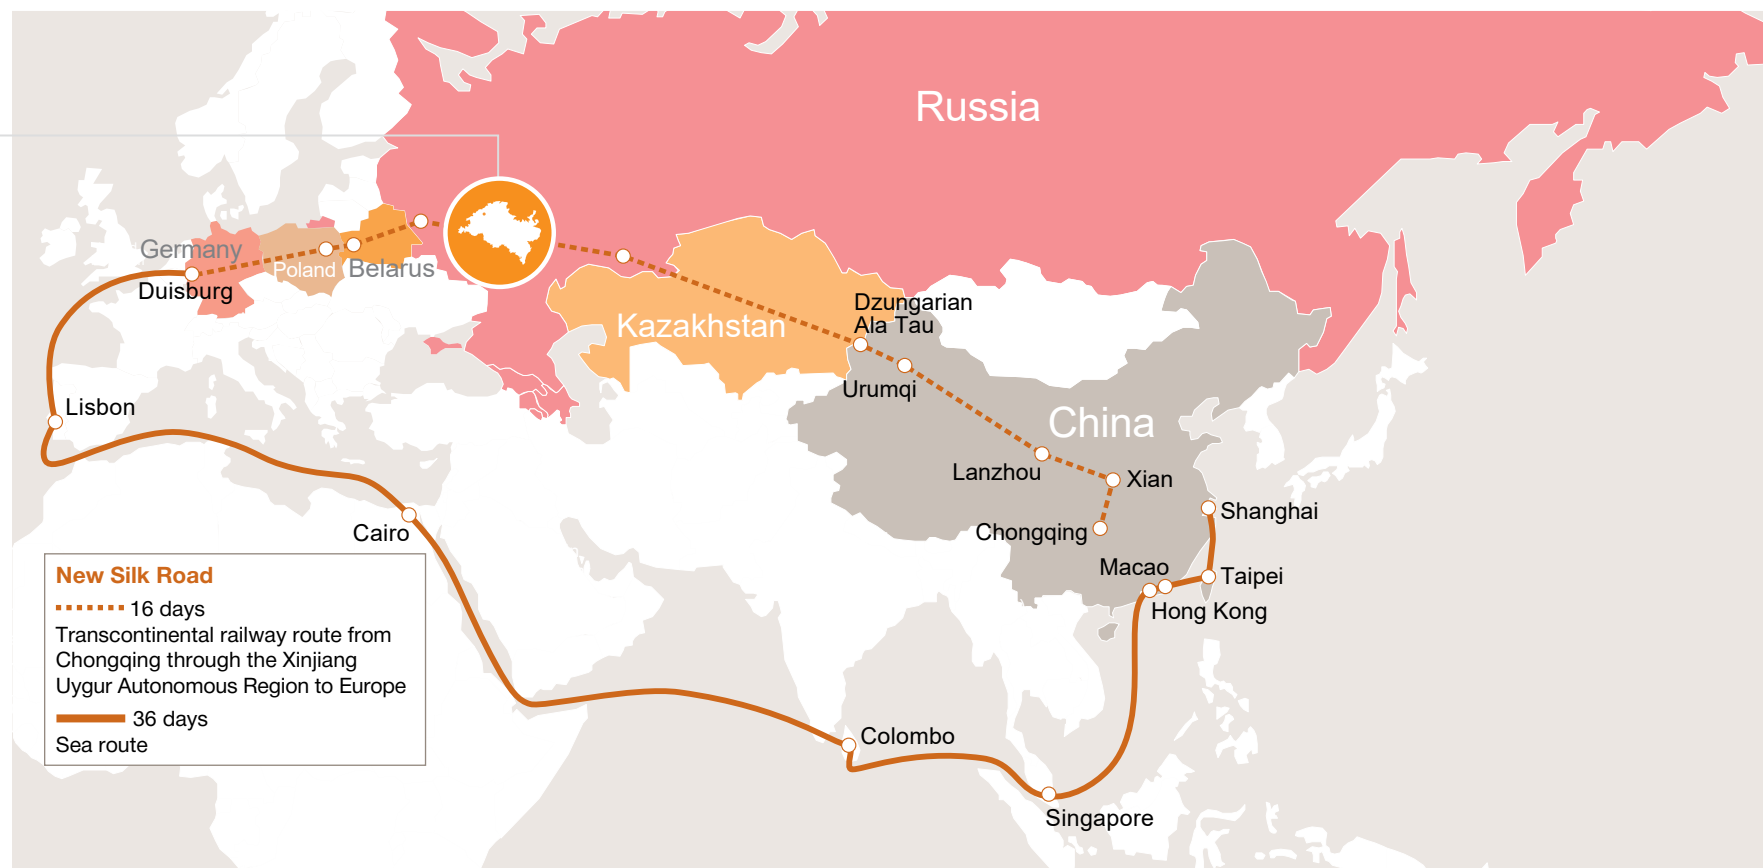 Russia
Germany
Poland
Belarus
Duisburg
Kazakhstan
Dzungarian
Ala Tau
Urumqi
China
Lisbon
Lanzhou
Xian
Chongqing
Shanghai
Cairo
Macao
Taipei
Hong Kong
New Silk Road
16 days
Transcontinental railway route from
Chongqing through the Xinjiang
Uygur Autonomous Region to Europe
36 days
Sea route
Colombo
Singapore